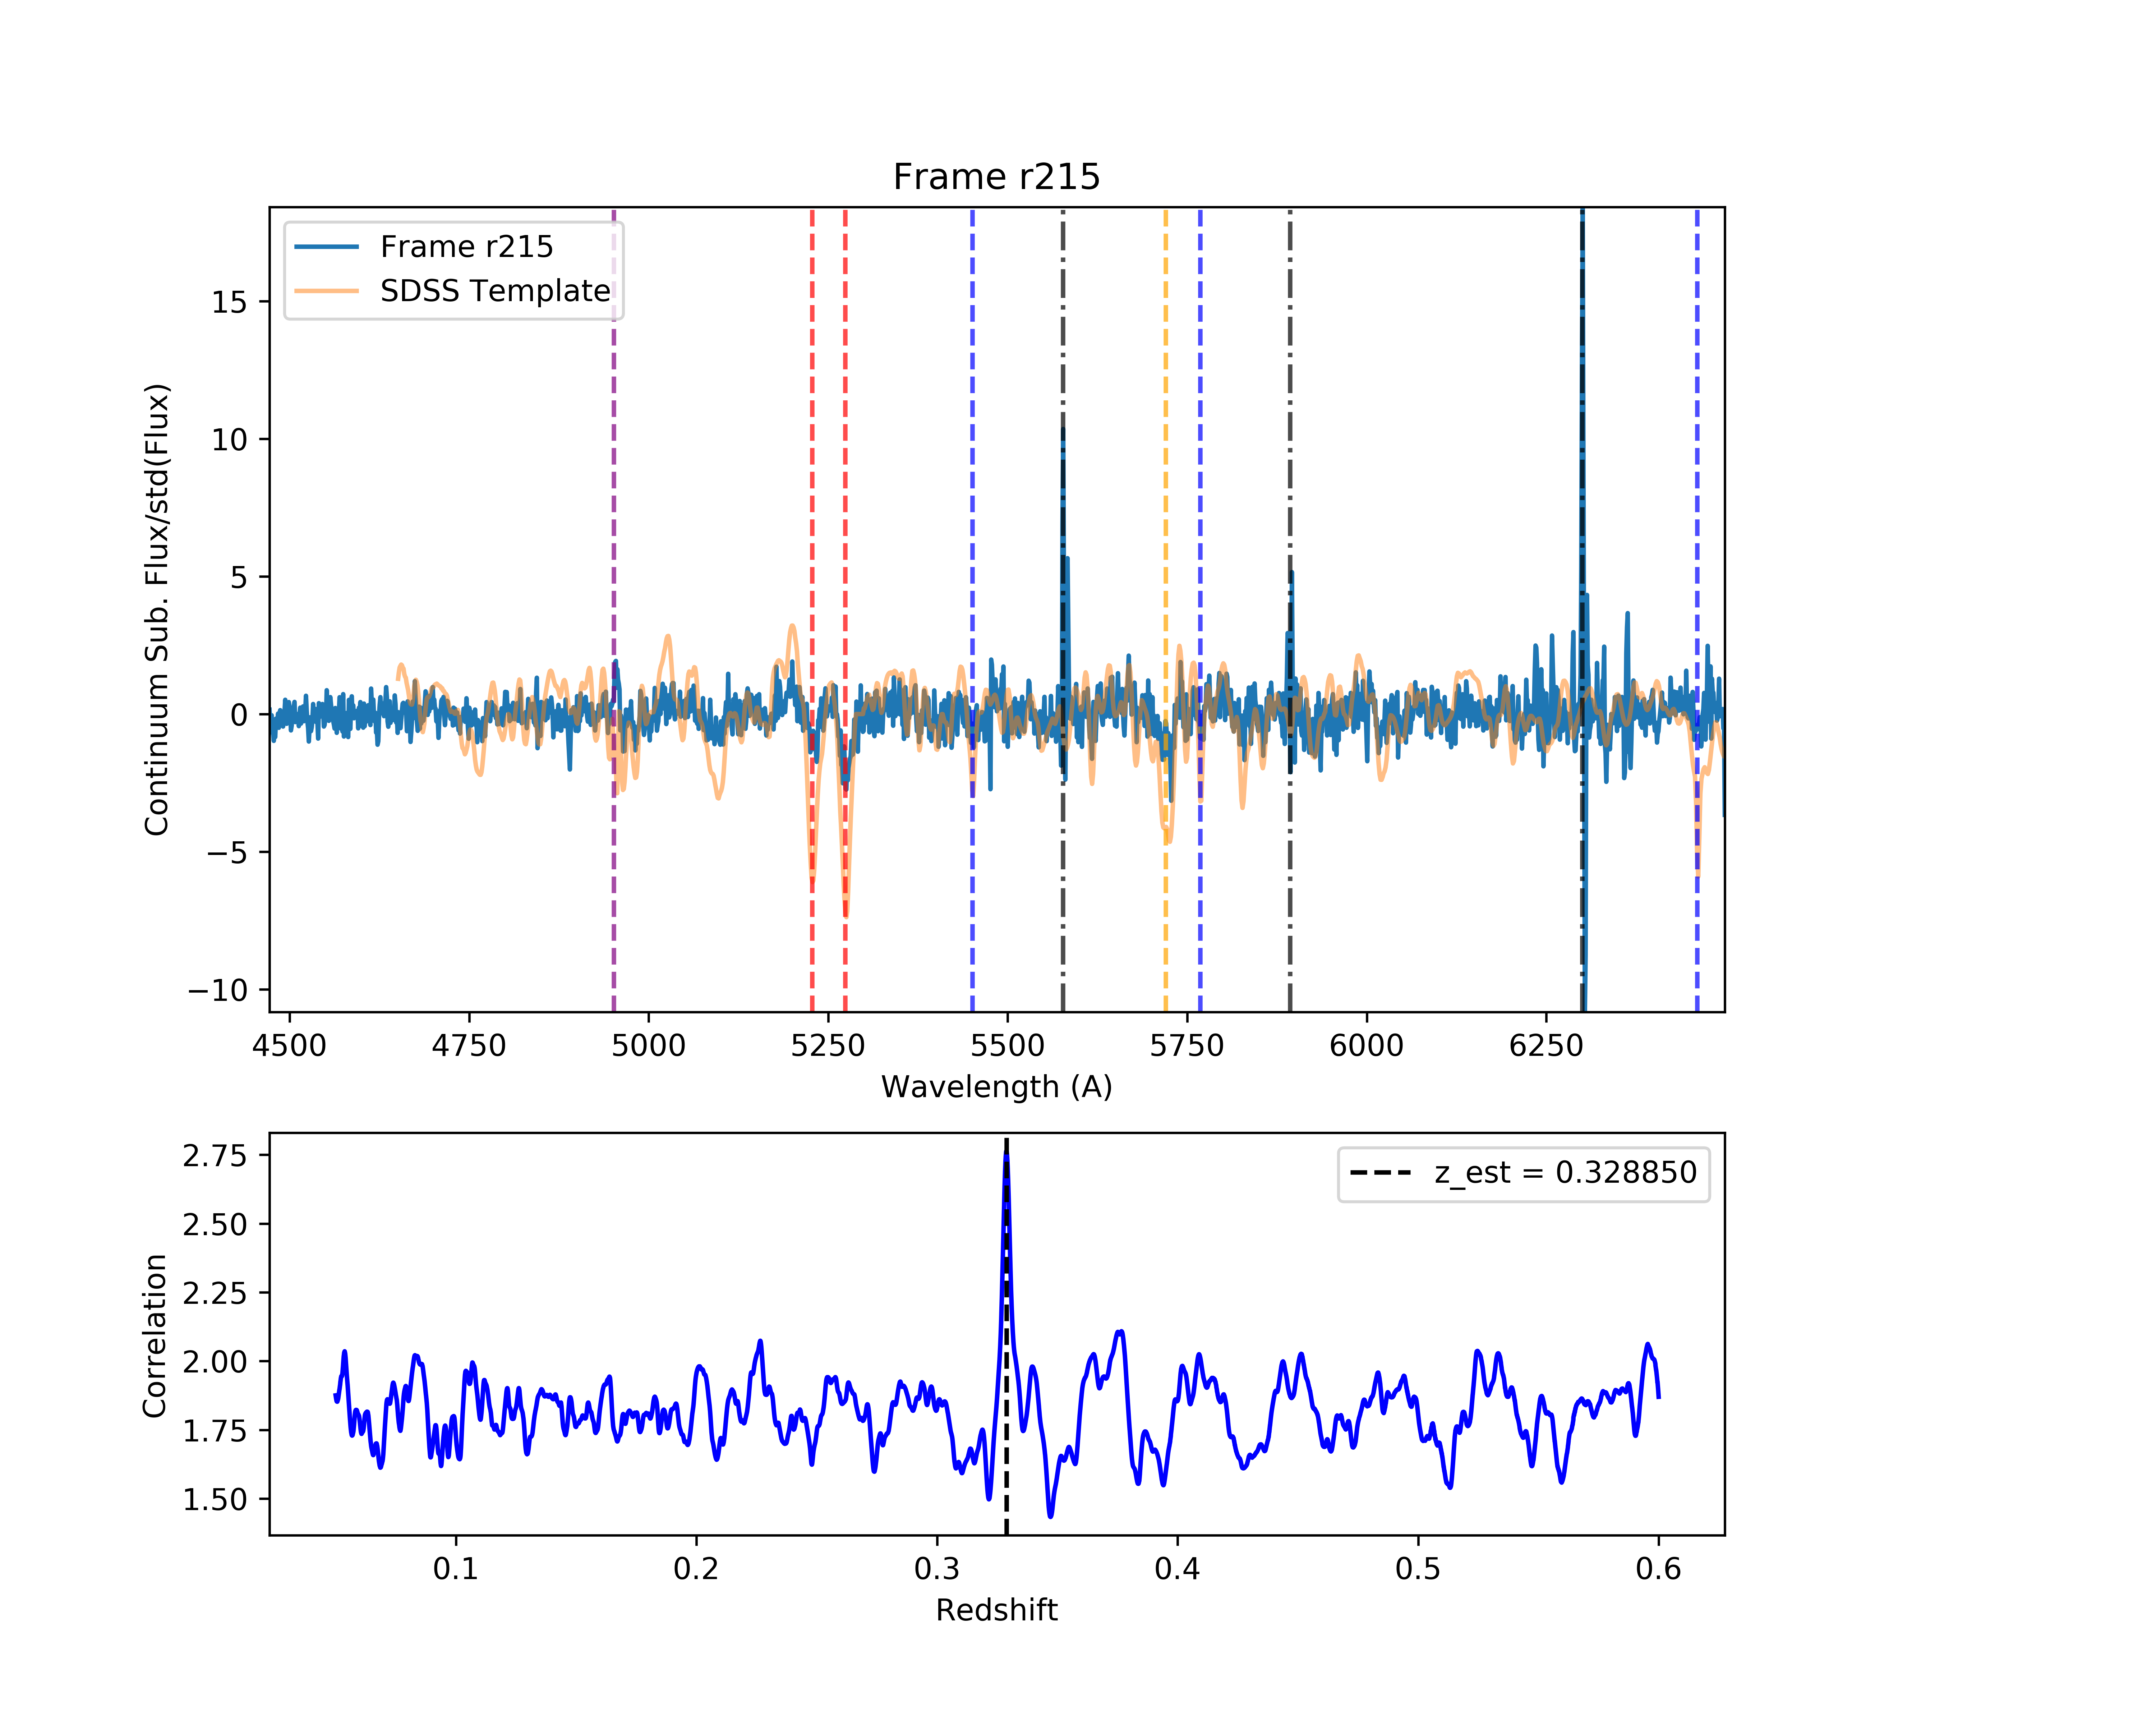 Frame r215
Frame r215
SDSS Template
Continuum Sub. Flux/std(Flux)
15
10
5
0
−5
−10
4500 4750 5000 5250 5500 5750 6000 6250
Wavelength (A)
z_est = 0.328850
Correlation
2.75
2.50
2.25
2.00
1.75
1.50
0.1 0.2 0.3 0.4 0.5 0.6
Redshift